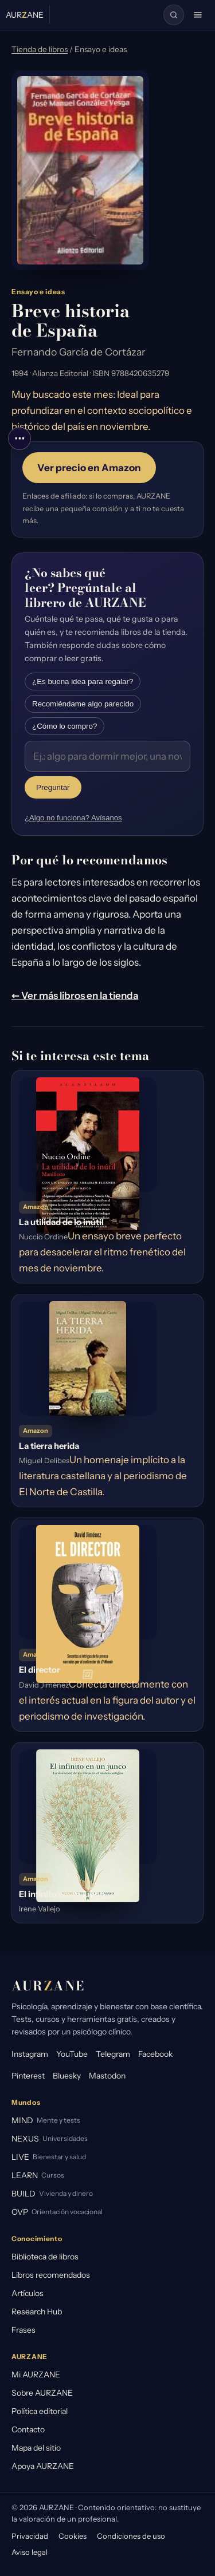 AURZANE
Tienda de libros / Ensayo e ideas
Fernando García de Cortázar
José Manuel González Vesga
Breve historia
de España
Alianza Editorial
Ensayo e ideas
Breve historia
de España
Fernando García de Cortázar
1994 · Alianza Editorial · ISBN 9788420635279
Muy buscado este mes: Ideal para
profundizar en el contexto sociopolítico e
histórico del país en noviembre.
Ver precio en Amazon
Enlaces de afiliado: si lo compras, AURZANE
recibe una pequeña comisión y a ti no te cuesta
más.
¿No sabes qué
leer? Pregúntale al
librero de AURZANE
Cuéntale qué te pasa, qué te gusta o para
quién es, y te recomienda libros de la tienda.
También responde dudas sobre cómo
comprar o leer gratis.
¿Es buena idea para regalar?
Recomiéndame algo parecido
¿Cómo lo compro?
Ej.: algo para dormir mejor, una nov
Preguntar
¿Algo no funciona? Avísanos
Por qué lo recomendamos
Es para lectores interesados en recorrer los
acontecimientos clave del pasado español
de forma amena y rigurosa. Aporta una
perspectiva amplia y narrativa de la
identidad, los conflictos y la cultura de
España a lo largo de los siglos.
← Ver más libros en la tienda
Si te interesa este tema
ACANTILADO
Nuccio Ordine
La utilidad de lo inútil
Manifiesto
Amazon
La utilidad de lo inútil
Nuccio Ordine Un ensayo breve perfecto
para desacelerar el ritmo frenético del
mes de noviembre.
LA TIERRA
HERIDA
Amazon
La tierra herida
Miguel Delibes Un homenaje implícito a la
literatura castellana y al periodismo de
El Norte de Castilla.
David Jiménez
EL DIRECTOR
El director
David Jiménez Conecta directamente con
el interés actual en la figura del autor y el
periodismo de investigación.
IRENE VALLEJO
El infinito en un junco
Irene Vallejo
AURZANE
Psicología, aprendizaje y bienestar con base científica.
Tests, cursos y herramientas gratis, creados y
revisados por un psicólogo clínico.
Instagram YouTube Telegram Facebook
Pinterest Bluesky Mastodon
Mundos
MIND Mente y tests
NEXUS Universidades
LIVE Bienestar y salud
LEARN Cursos
BUILD Vivienda y dinero
OVP Orientación vocacional
Conocimiento
Biblioteca de libros
Libros recomendados
Artículos
Research Hub
Frases
AURZANE
Mi AURZANE
Sobre AURZANE
Política editorial
Contacto
Mapa del sitio
Apoya AURZANE
© 2026 AURZANE · Contenido orientativo: no sustituye
la valoración de un profesional.
Privacidad Cookies Condiciones de uso
Aviso legal